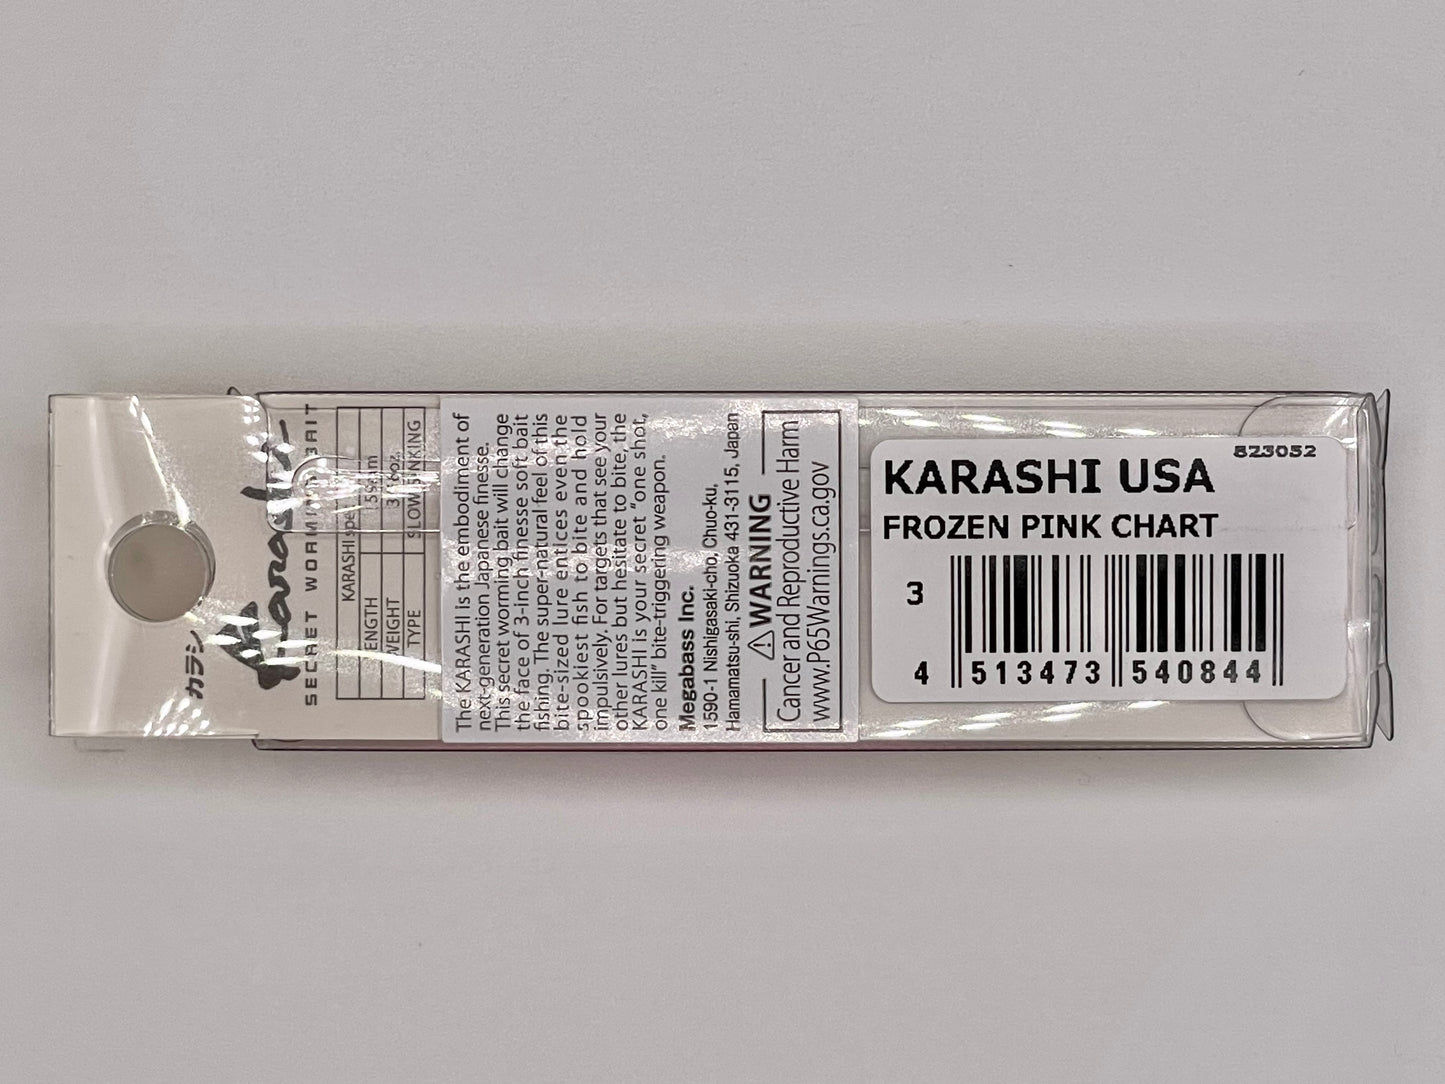 カラシ
Karashi
SECRET WORMIN BAIT
KARASHI spe
LENGTH 59mm
WEIGHT oz.
TYPE SLOW SINKING
The KARASHI is the embodiment of
next-generation Japanese finesse.
This secret worming bait will change
the face of 3-inch finesse soft bait
fishing. The super-natural feel of this
bite-sized lure entices even the
spookiest fish to bite and hold
impulsively. For targets that see your
other lures but hesitate to bite, the
KARASHI is your secret "one shot,
one kill" bite-triggering weapon.
Megabass Inc.
1590-1 Nishigasaki-cho, Chuo-ku,
Hamamatsu-shi, Shizuoka 431-3115, Japan
⚠WARNING
Cancer and Reproductive Harm
www.P65Warnings.ca.gov
823052
KARASHI USA
FROZEN PINK CHART
3
4 513473 540844